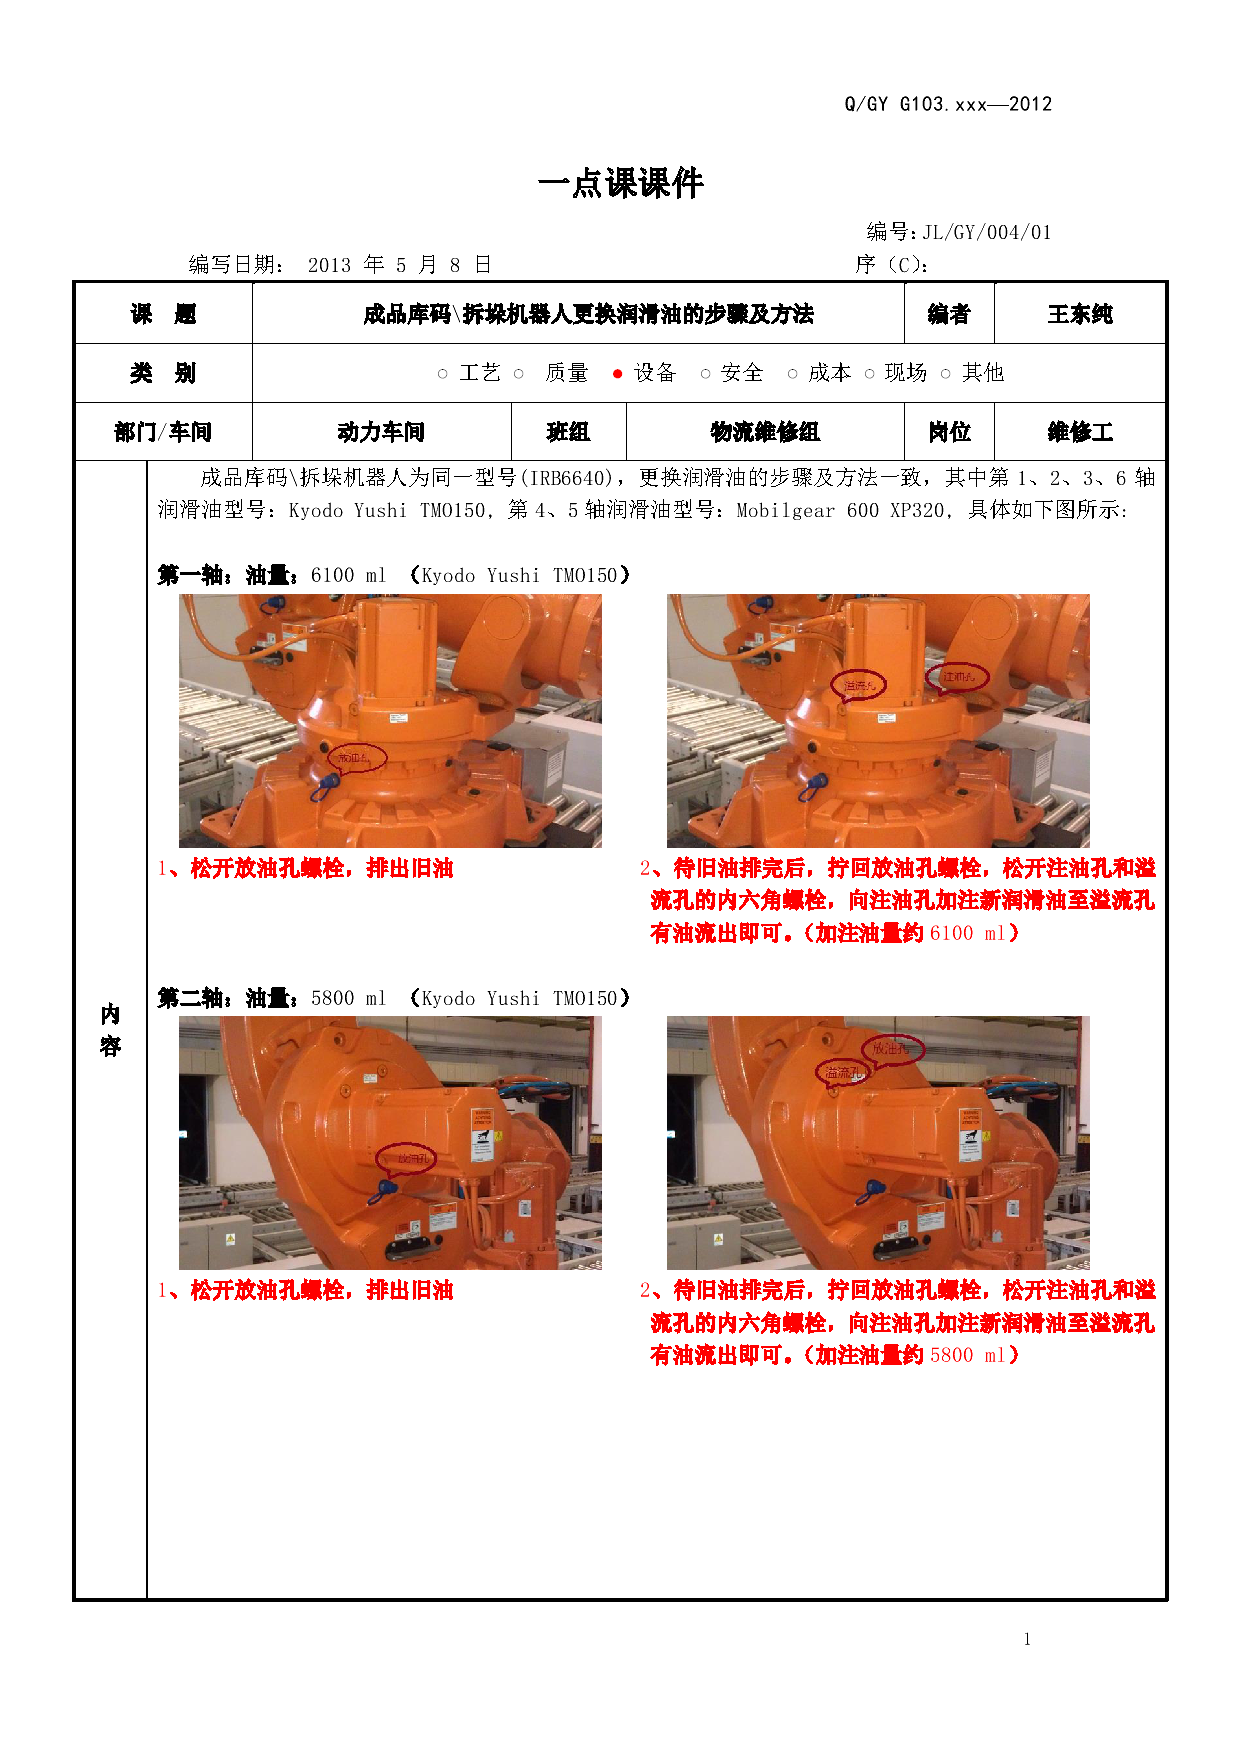 Q/GY G103.xxx—2012
一点课课件
编号:JL/GY/004/01
编写日期: 2013 年 5 月 8 日 序（C）:
课 题 成品库码\拆垛机器人更换润滑油的步骤及方法 编者 王东纯
类 别 ○ 工艺 ○ 质量 ● 设备 ○ 安全 ○ 成本 ○ 现场 ○ 其他
部门/车间 动力车间 班组 物流维修组 岗位 维修工
成品库码\拆垛机器人为同一型号(IRB6640)，更换润滑油的步骤及方法一致，其中第 1、2、3、6 轴
润滑油型号：Kyodo Yushi TMO150, 第 4、5 轴润滑油型号：Mobilgear 600 XP320, 具体如下图所示:
第一轴：油量：6100 ml （Kyodo Yushi TMO150）
放油孔
溢流孔
注油孔
1、松开放油孔螺栓，排出旧油
2、待旧油排完后，拧回放油孔螺栓，松开注油孔和溢
流孔的内六角螺栓，向注油孔加注新润滑油至溢流孔
有油流出即可。（加注油量约 6100 ml）
第二轴：油量：5800 ml （Kyodo Yushi TMO150）
放油孔
放油孔
溢流孔
1、松开放油孔螺栓，排出旧油
2、待旧油排完后，拧回放油孔螺栓，松开注油孔和溢
流孔的内六角螺栓，向注油孔加注新润滑油至溢流孔
有油流出即可。（加注油量约 5800 ml）
内
容
1